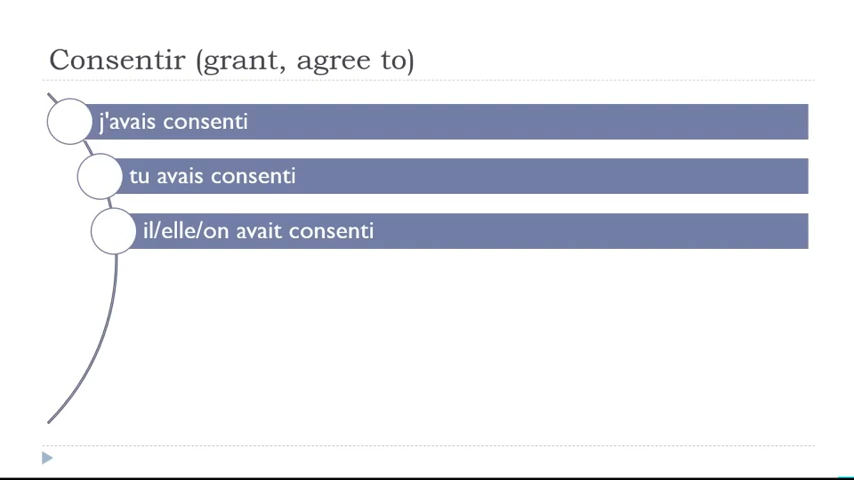 Consentir (grant, agree to)
j'avais consenti
tu avais consenti
il/elle/on avait consenti